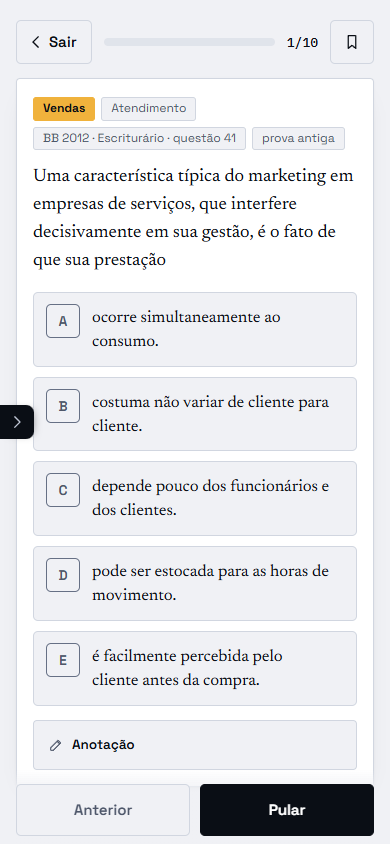 Sair
1/10
Vendas
Atendimento
BB 2012 · Escriturário · questão 41
prova antiga
Uma característica típica do marketing em
empresas de serviços, que interfere
decisivamente em sua gestão, é o fato de
que sua prestação
A
ocorre simultaneamente ao
consumo.
B
costuma não variar de cliente para
cliente.
C
depende pouco dos funcionários e
dos clientes.
D
pode ser estocada para as horas de
movimento.
E
é facilmente percebida pelo
cliente antes da compra.
Anotação
Anterior
Pular